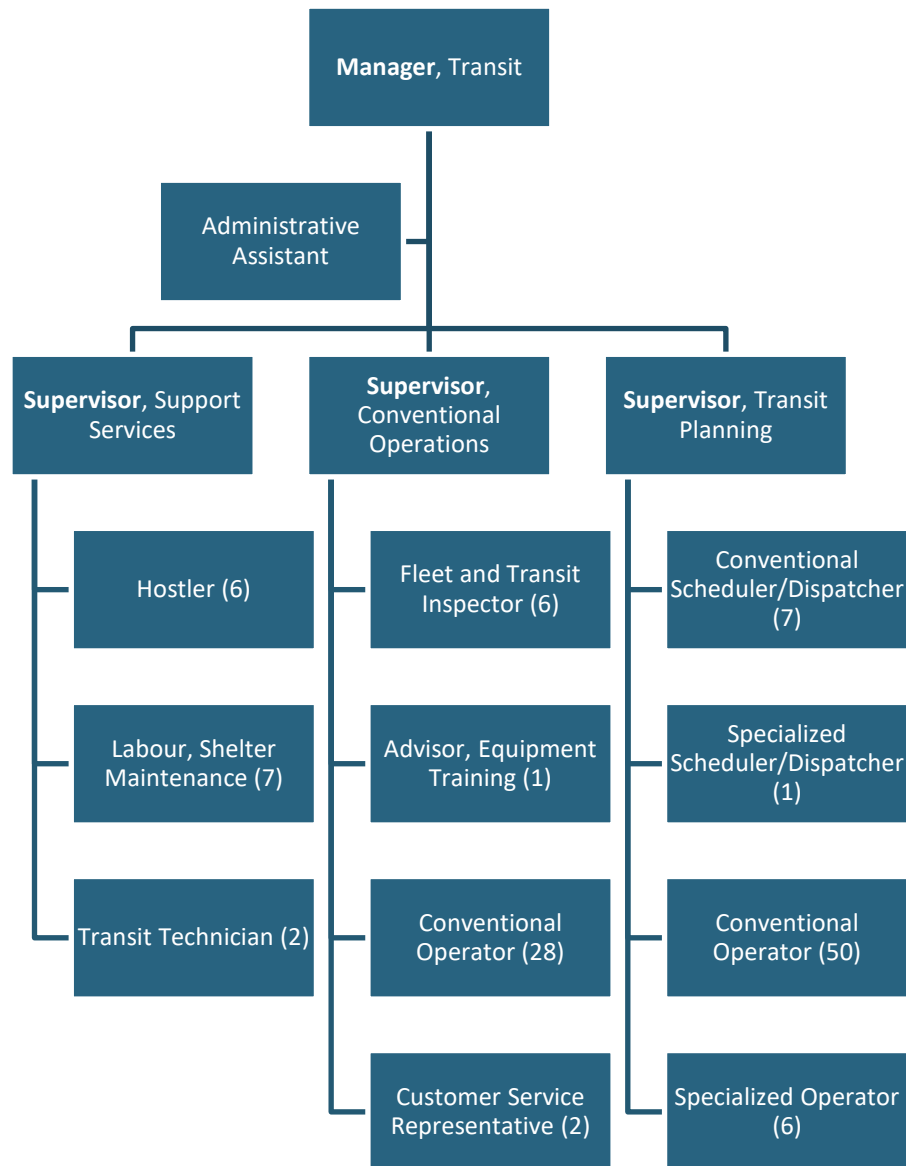 Manager, Transit
Administrative
Assistant
Supervisor, Support
Services
Supervisor,
Conventional
Operations
Supervisor, Transit
Planning
Hostler (6)
Labour, Shelter
Maintenance (7)
Transit Technician (2)
Fleet and Transit
Inspector (6)
Advisor, Equipment
Training (1)
Conventional
Operator (28)
Customer Service
Representative (2)
Conventional
Scheduler/Dispatcher
(7)
Specialized
Scheduler/Dispatcher
(1)
Conventional
Operator (50)
Specialized Operator
(6)